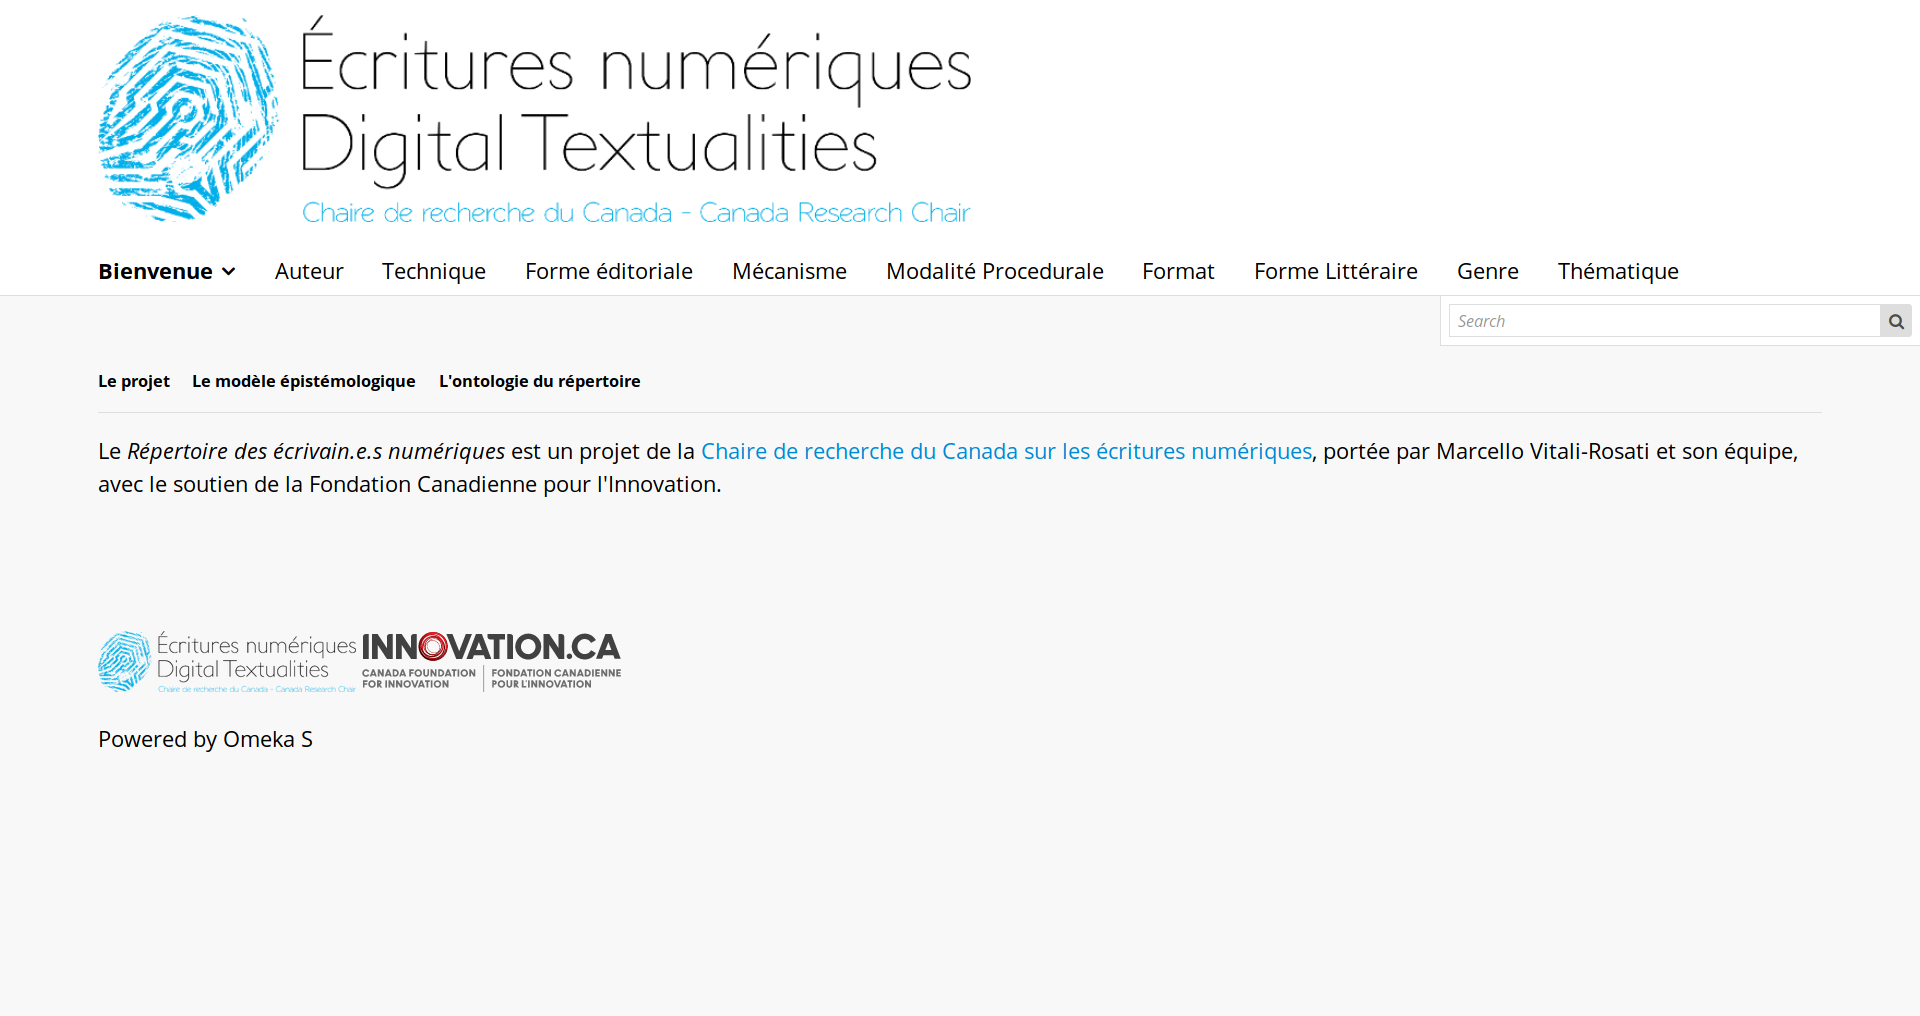 Écritures numériques
Digital Textualities
Chaire de recherche du Canada - Canada Research Chair
Bienvenue Auteur Technique Forme éditoriale Mécanisme Modalité Procedurale Format Forme Littéraire Genre Thématique
Search
Le projet Le modèle épistémologique L'ontologie du répertoire
Le Répertoire des écrivain.e.s numériques est un projet de la Chaire de recherche du Canada sur les écritures numériques, portée par Marcello Vitali-Rosati et son équipe,
avec le soutien de la Fondation Canadienne pour l'Innovation.
Écritures numériques
Digital Textualities
Chaire de recherche du Canada - Canada Research Chair
INNOVATION.CA
CANADA FOUNDATION
FOR INNOVATION
FONDATION CANADIENNE
POUR L'INNOVATION
Powered by Omeka S